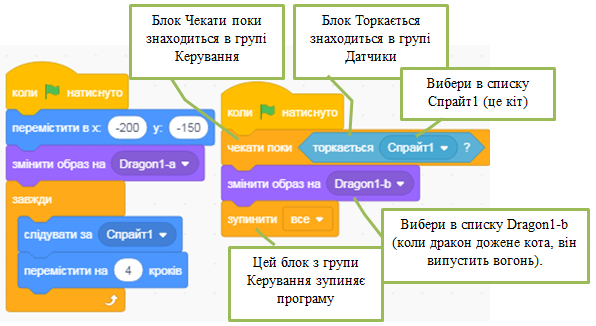 Блок Чекати поки
знаходиться в групі
Керування
Блок Торкається
знаходиться в групі
Датчики
Вибери в списку
Спрайт1 (це кіт)
коли натиснуто
перемістити в x: -200 y: -150
змінити образ на Dragon1-a
завжди
слідувати за Спрайт1
перемістити на 4 кроків
коли натиснуто
чекати поки торкається Спрайт1 ?
змінити образ на Dragon1-b
зупинити все
Вибери в списку Dragon1-b
(коли дракон дожене кота, він
випустить вогонь).
Цей блок з групи
Керування зупиняє
програму